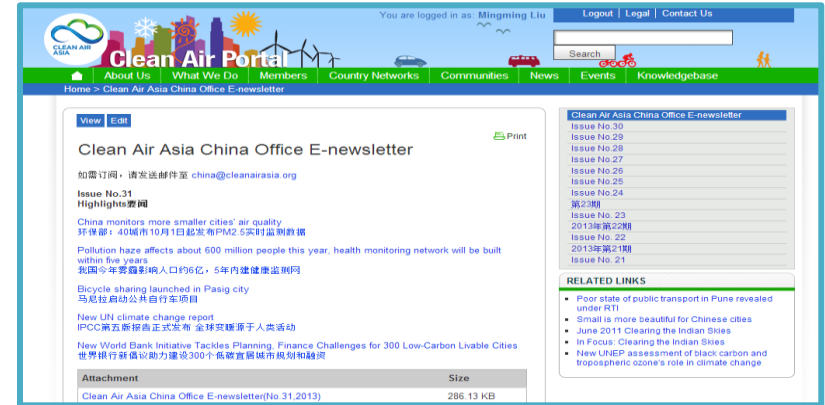 You are logged in as: Mingming Liu
Logout | Legal | Contact Us
CLEAN AIR ASIA
Clean Air Portal
Search
About Us
What We Do
Members
Country Networks
Communities
News
Events
Knowledgebase
Home > Clean Air Asia China Office E-newsletter
View
Edit
Print
Clean Air Asia China Office E-newsletter
如需订阅，请发送邮件至 china@cleanairasia.org
Issue No.31
Highlights要闻
China monitors more smaller cities' air quality
环保部：40城市10月1日起发布PM2.5实时监测数据
Pollution haze affects about 600 million people this year, health monitoring network will be built
within five years
我国今年雾霾影响人口约6亿，5年内建健康监测网
Bicycle sharing launched in Pasig city
马尼拉启动公共自行车项目
New UN climate change report
IPCC第五版报告正式发布 全球变暖源于人类活动
New World Bank Initiative Tackles Planning, Finance Challenges for 300 Low-Carbon Livable Cities
世界银行新倡议助力建设300个低碳宜居城市规划和融资
Attachment
Size
Clean Air Asia China Office E-newsletter(No.31,2013)
286.13 KB
Clean Air Asia China Office E-newsletter
Issue No.30
Issue No.29
Issue No.28
Issue No.27
Issue No.26
Issue No.25
Issue No.24
第23期
Issue No. 23
2013年第22期
Issue No. 22
2013年第21期
Issue No. 21
RELATED LINKS
Poor state of public transport in Pune revealed
under RTI
Small is more beautiful for Chinese cities
June 2011 Clearing the Indian Skies
In Focus: Clearing the Indian Skies
New UNEP assessment of black carbon and
tropospheric ozone's role in climate change